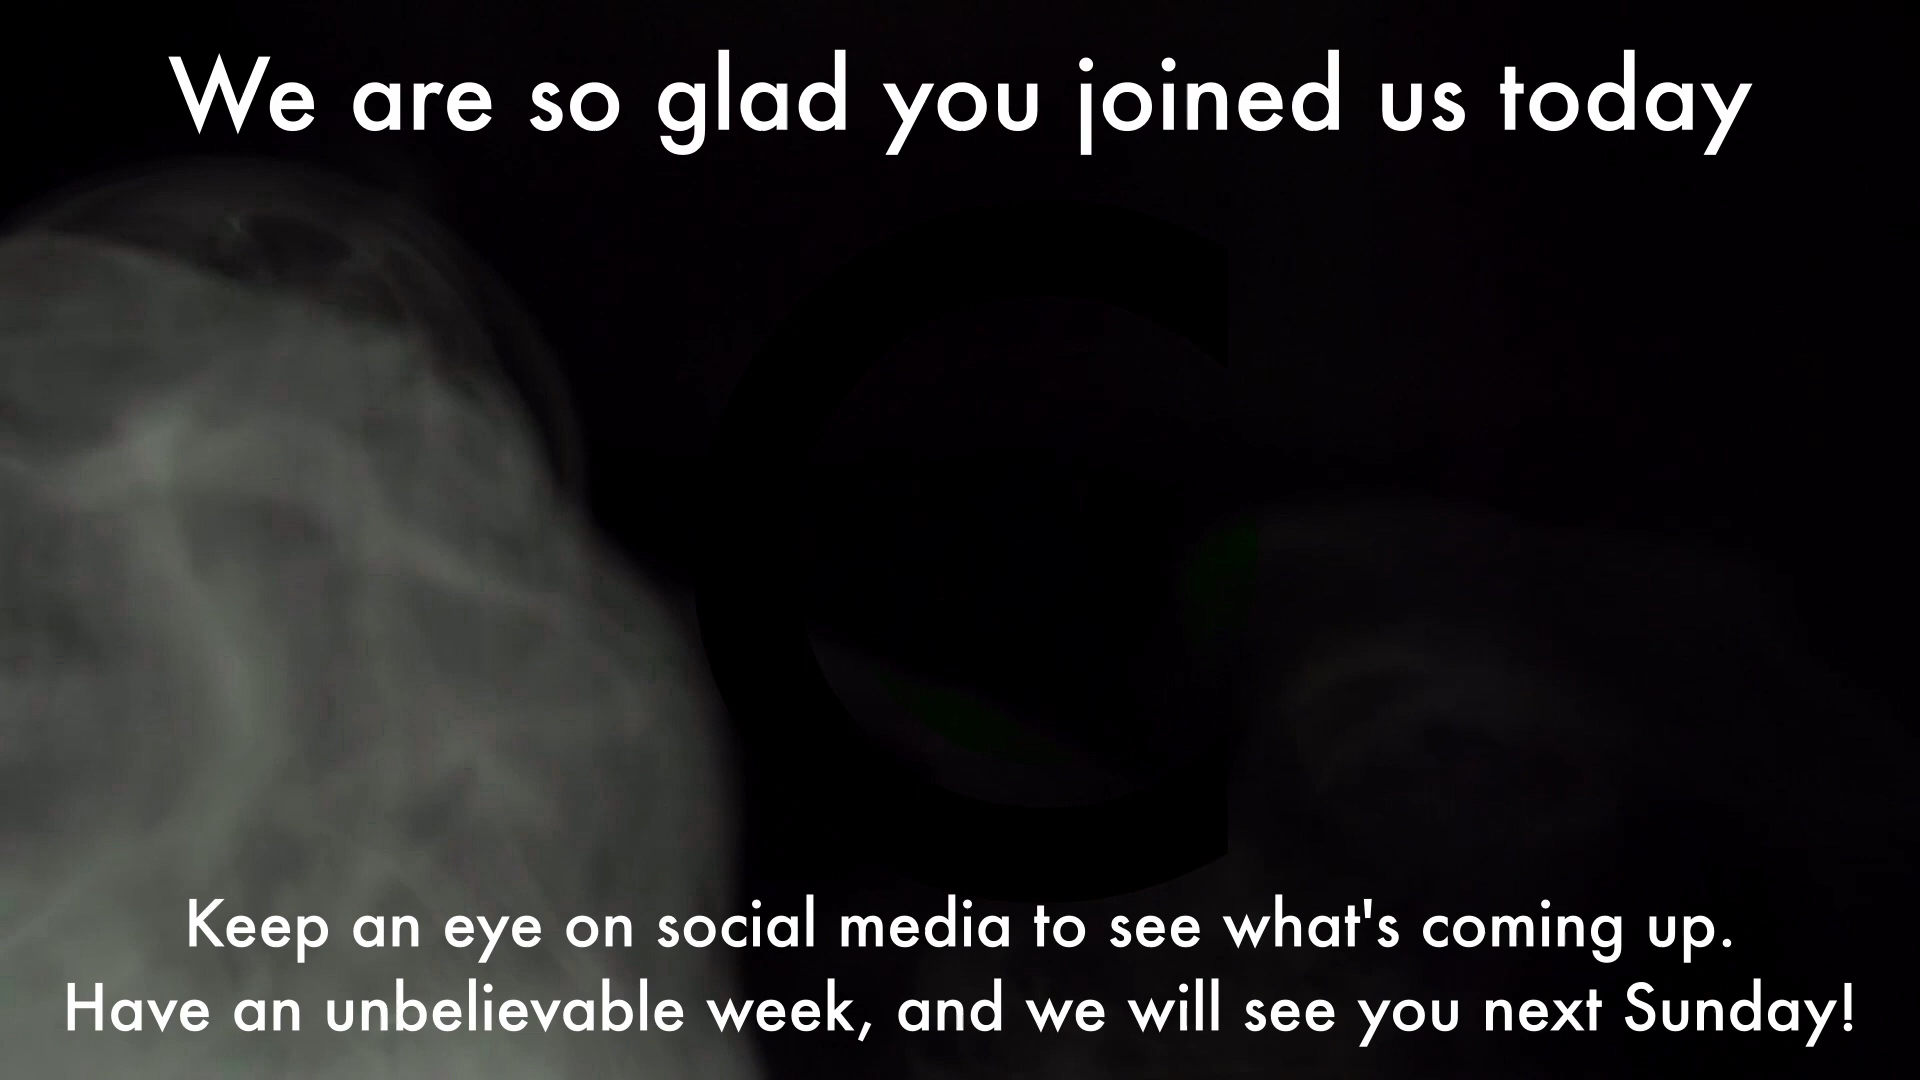 We are so glad you joined us today
Keep an eye on social media to see what's coming up.
Have an unbelievable week, and we will see you next Sunday!